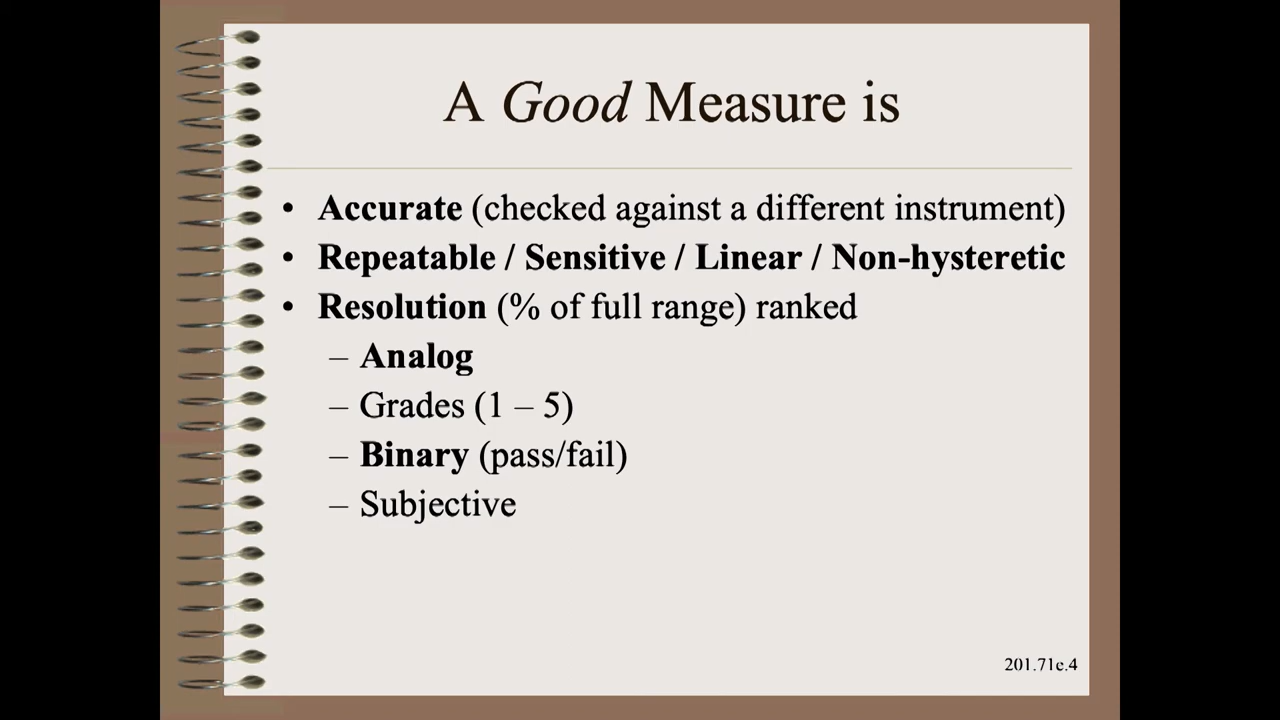 A Good Measure is
• Accurate (checked against a different instrument)
• Repeatable / Sensitive / Linear / Non-hysteretic
• Resolution (% of full range) ranked
– Analog
– Grades (1 – 5)
– Binary (pass/fail)
– Subjective
201.71c.4